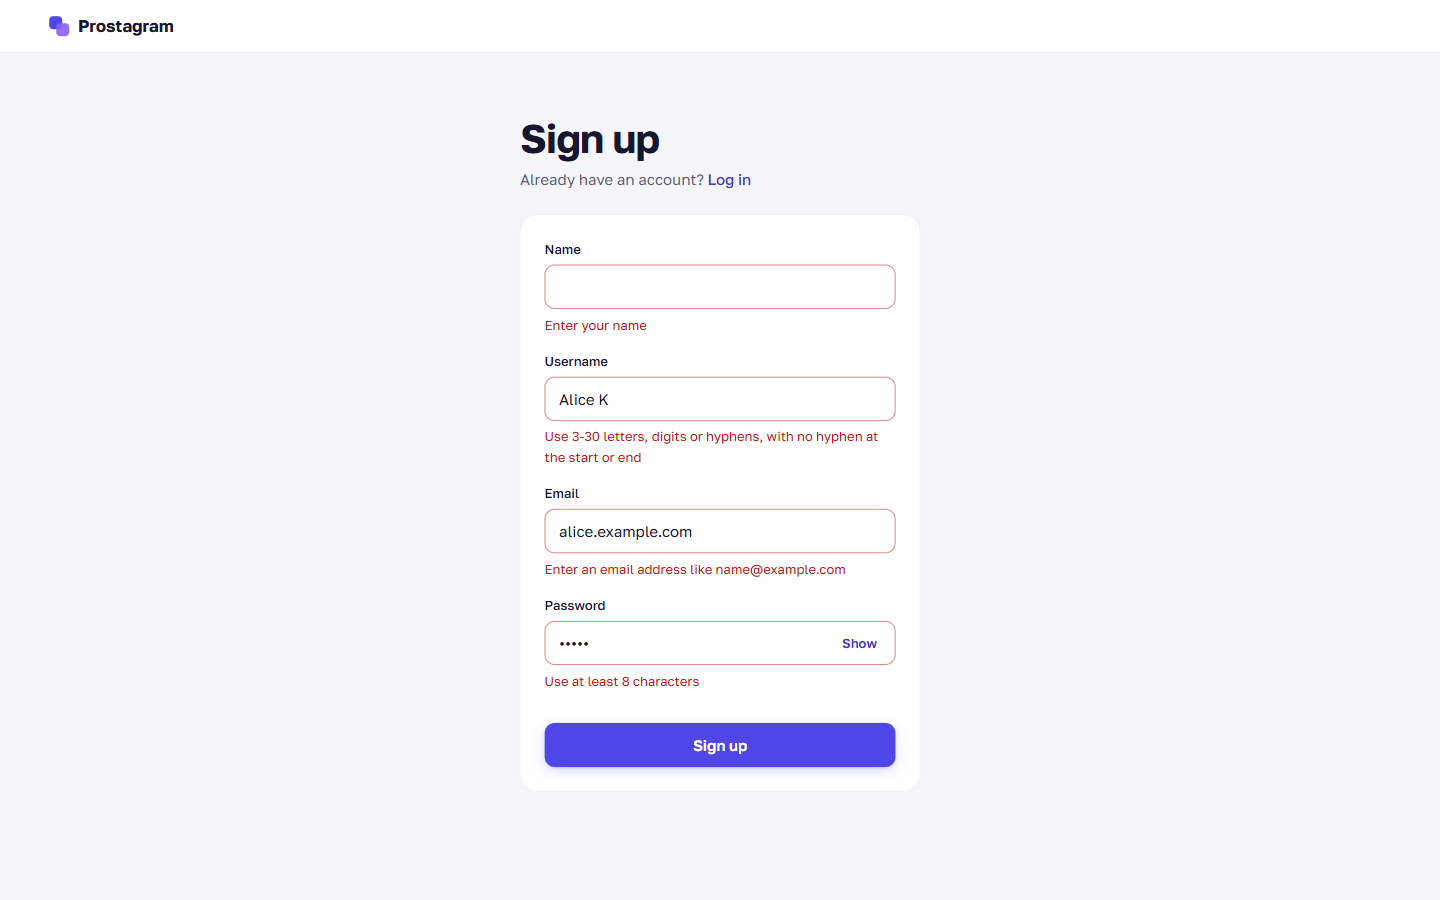 Prostagram
Sign up
Already have an account? Log in
Name
Enter your name
Username
Alice K
Use 3-30 letters, digits or hyphens, with no hyphen at
the start or end
Email
alice.example.com
Enter an email address like name@example.com
Password
••••• Show
Use at least 8 characters
Sign up